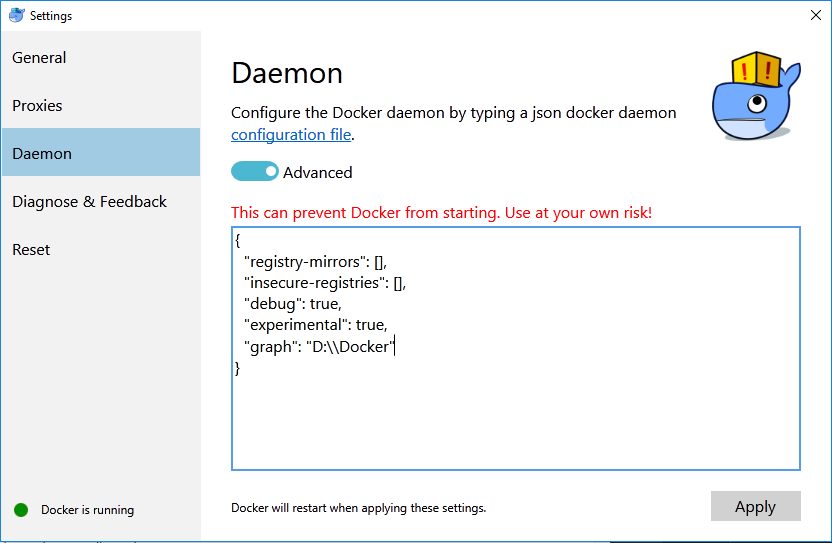 Settings
General
Proxies
Daemon
Diagnose & Feedback
Reset
Docker is running
Daemon
Configure the Docker daemon by typing a json docker daemon
configuration file.
Advanced
This can prevent Docker from starting. Use at your own risk!
{
"registry-mirrors": [],
"insecure-registries": [],
"debug": true,
"experimental": true,
"graph": "D:\\Docker"
}
Docker will restart when applying these settings.
Apply
! !